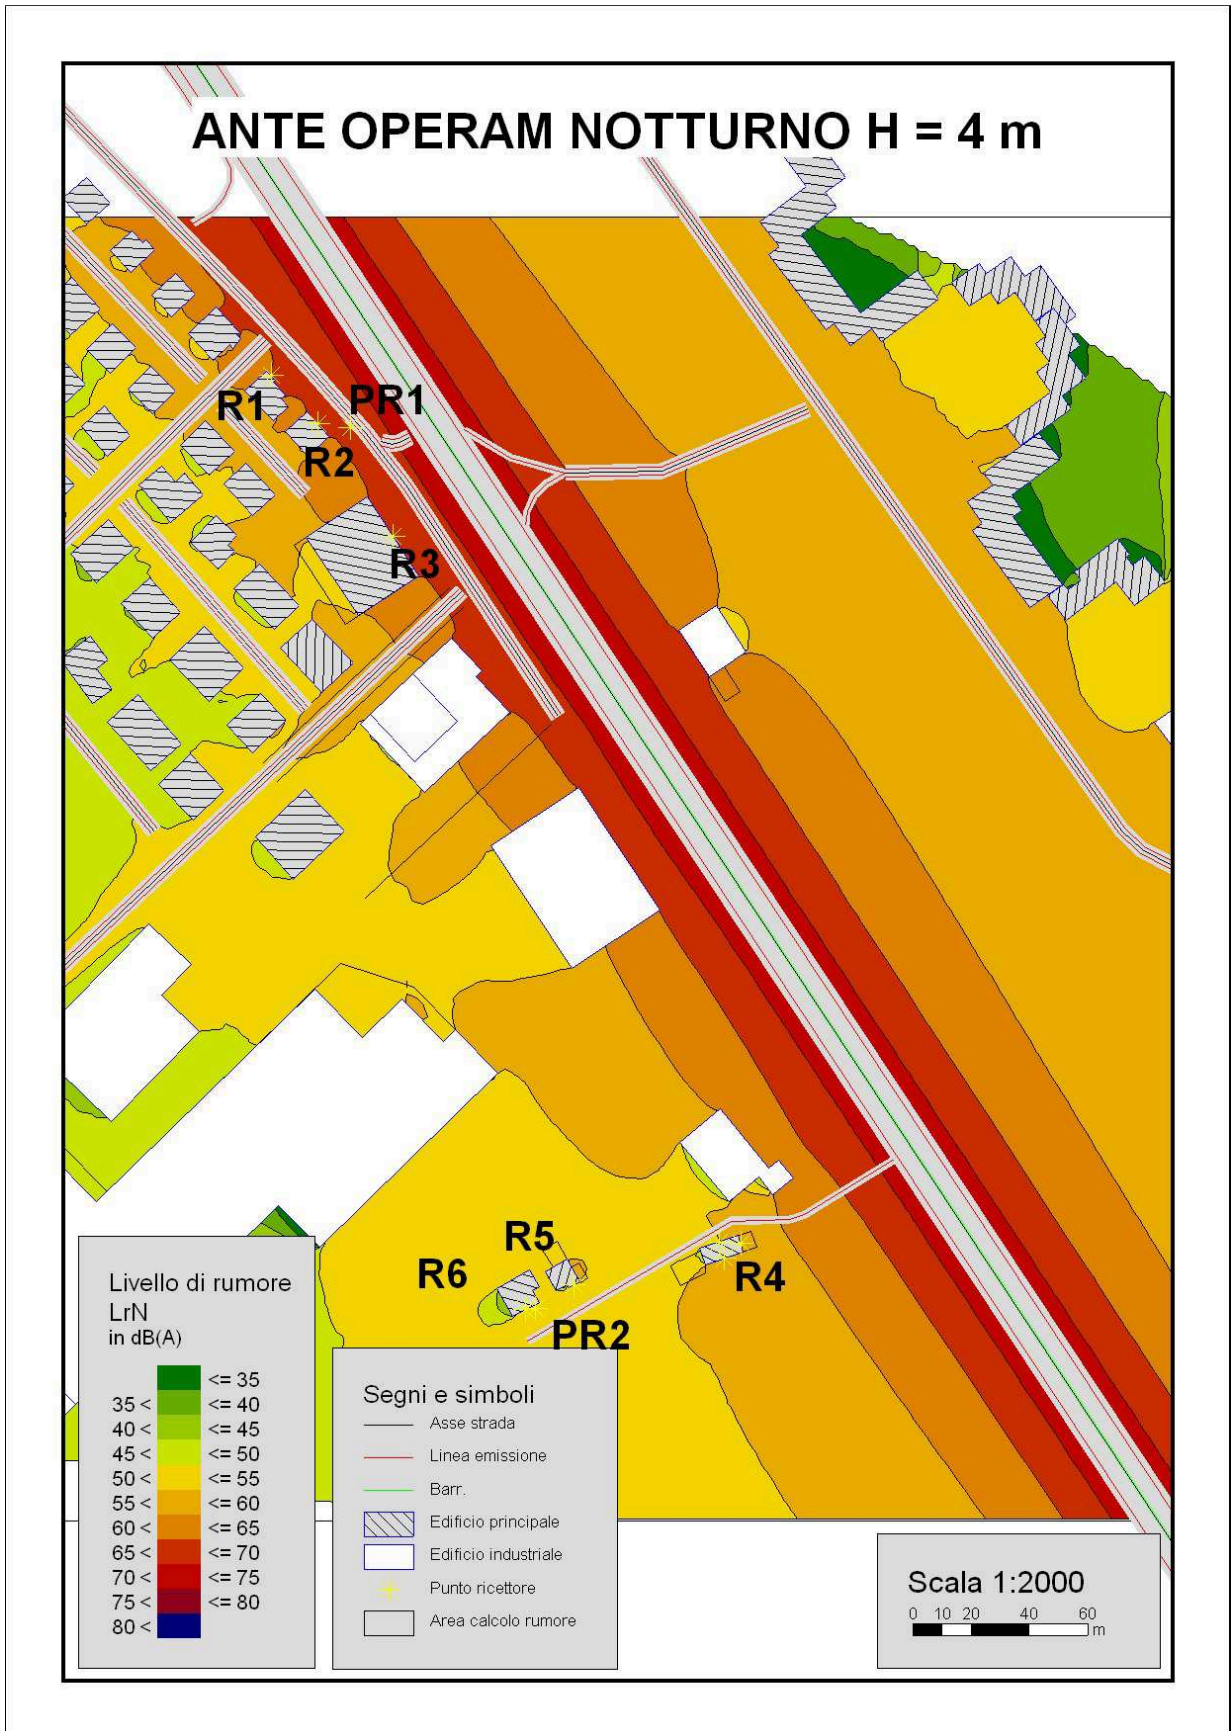 ANTE OPERAM NOTTURNO H = 4 m
R1
PR1
R2
R3
R5
R6
R4
PR2
Livello di rumore
LrN
in dB(A)
<= 35
35 < <= 40
40 < <= 45
45 < <= 50
50 < <= 55
55 < <= 60
60 < <= 65
65 < <= 70
70 < <= 75
75 < <= 80
80 <
Segni e simboli
Asse strada
Linea emissione
Barr.
Edificio principale
Edificio industriale
Punto ricettore
Area calcolo rumore
Scala 1:2000
0 10 20 40 60
m